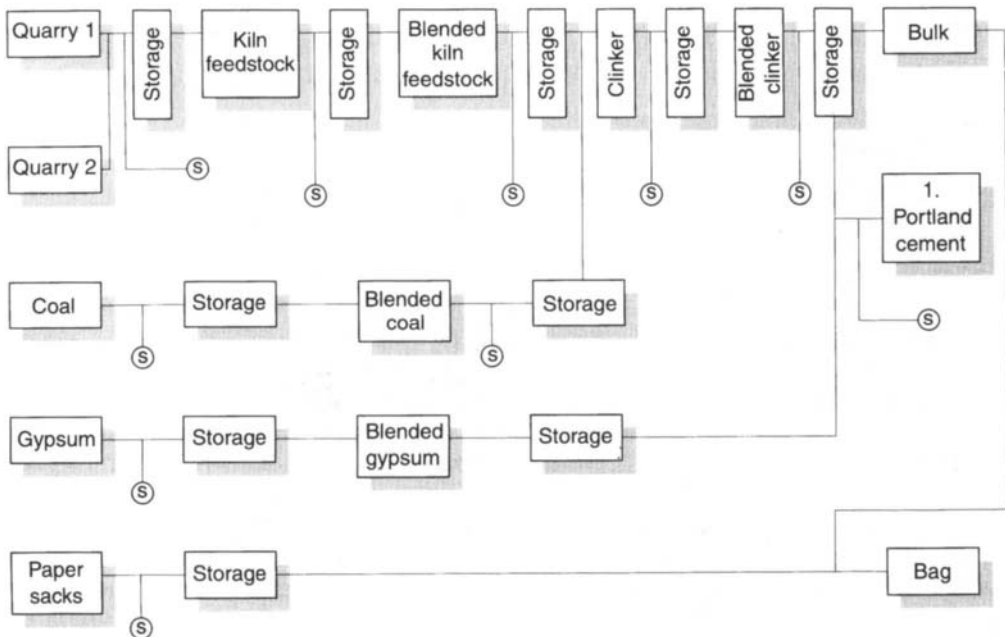 Quarry 1
Storage
Kiln
feedstock
Storage
Blended
kiln
feedstock
Storage
Clinker
Storage
Blended
clinker
Storage
Bulk
Quarry 2
S
S
S
S
S
1.
Portland
cement
Coal
Storage
Blended
coal
Storage
S
S
S
Gypsum
Storage
Blended
gypsum
Storage
S
Paper
sacks
Storage
Bag
S